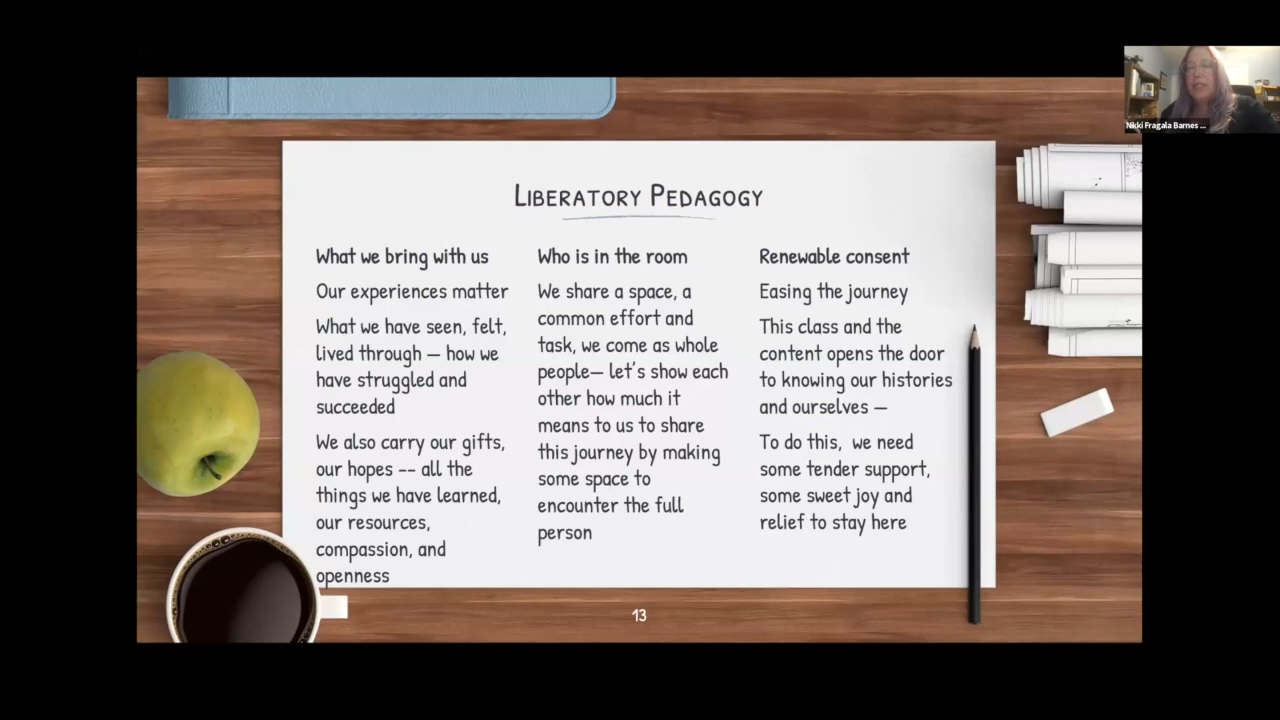 Nikki Fragala Barnes ...
LIBERATORY PEDAGOGY
What we bring with us
Our experiences matter
What we have seen, felt,
lived through — how we
have struggled and
succeeded
We also carry our gifts,
our hopes -- all the
things we have learned,
our resources,
compassion, and
openness
Who is in the room
We share a space, a
common effort and
task, we come as whole
people— let's show each
other how much it
means to us to share
this journey by making
some space to
encounter the full
person
Renewable consent
Easing the journey
This class and the
content opens the door
to knowing our histories
and ourselves —
To do this,  we need
some tender support,
some sweet joy and
relief to stay here
13